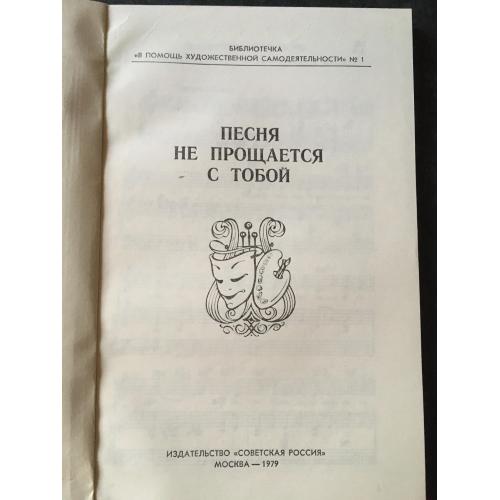 БИБЛИОТЕЧКА
«В ПОМОЩЬ ХУДОЖЕСТВЕННОЙ САМОДЕЯТЕЛЬНОСТИ» № 1
ПЕСНЯ
НЕ ПРОЩАЕТСЯ
С ТОБОЙ
ИЗДАТЕЛЬСТВО «СОВЕТСКАЯ РОССИЯ»
МОСКВА — 1979